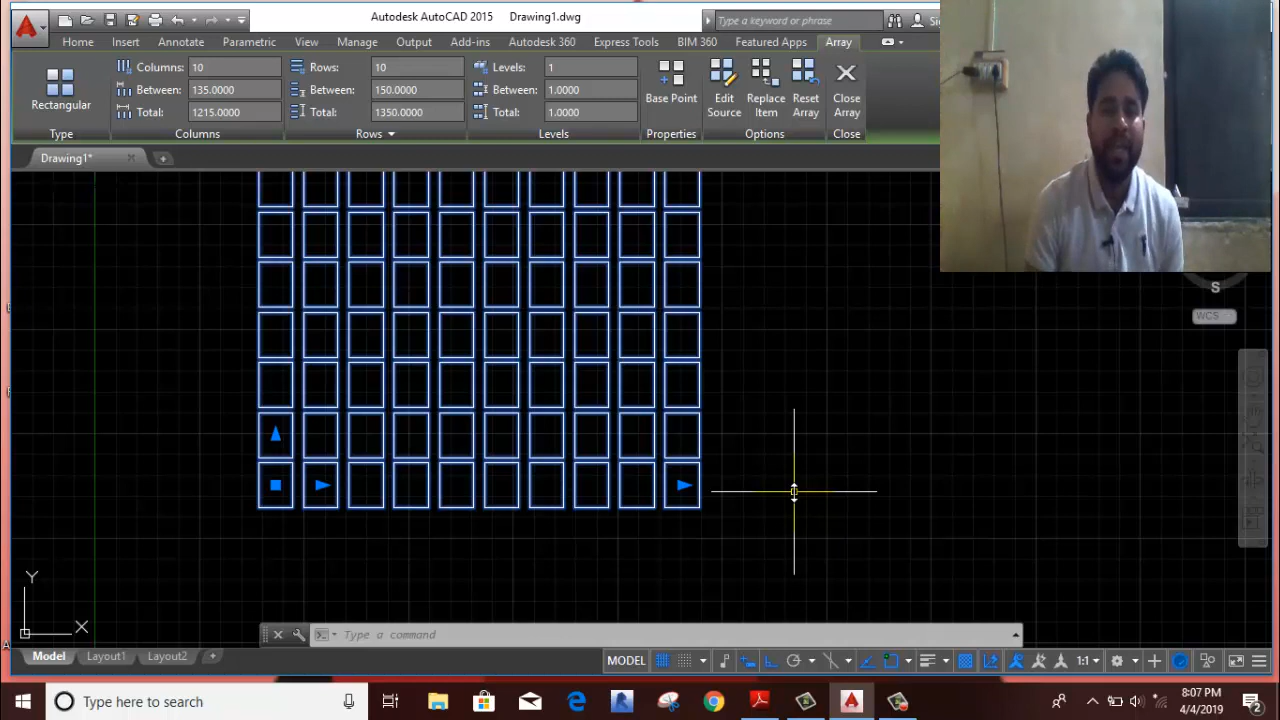 Autodesk AutoCAD 2015 Drawing1.dwg
Type a keyword or phrase
Home Insert Annotate Parametric View Manage Output Add-ins Autodesk 360 Express Tools BIM 360 Featured Apps Array
Columns: 10 Rows: 10 Levels: 1
Between: 135.0000 Between: 150.0000 Between: 1.0000
Total: 1215.0000 Total: 1350.0000 Total: 1.0000
Rectangular
Base Point
Edit Source
Replace Item
Reset Array
Close Array
Type Columns Rows Levels Properties Options Close
Drawing1*
S
WCS
Y
X
Type a command
Model Layout1 Layout2 +
MODEL 1:1
Type here to search
8:07 PM
4/4/2019
2